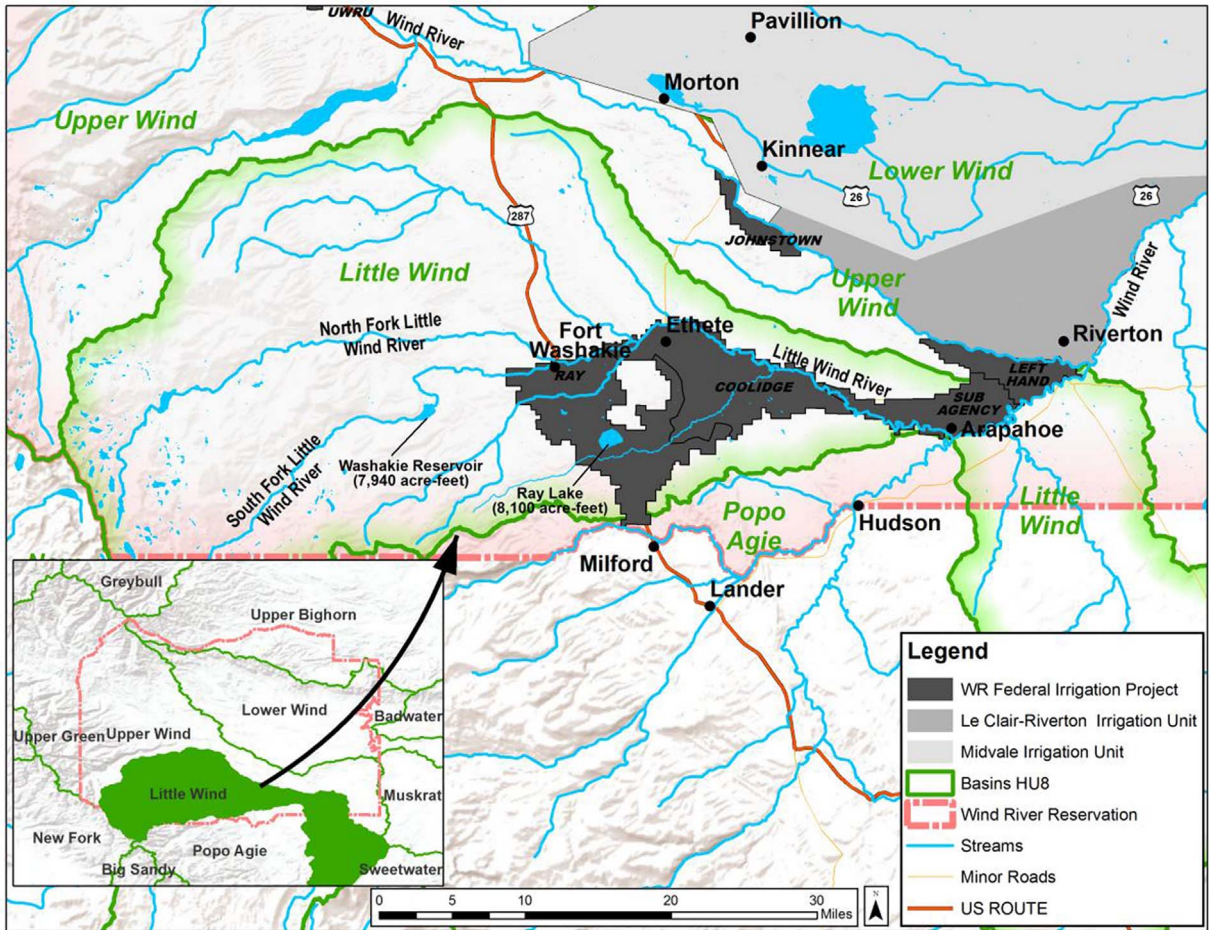 UWRU
Wind River
Pavillion
Morton
Upper Wind
Kinnear
Lower Wind
26
26
287
JOHNSTOWN
Little Wind
Upper
Wind
Wind River
North Fork Little
Wind River
Fort
Washakie
Ethete
Riverton
RAY
COOLIDGE
Little Wind River
LEFT
HAND
SUB
AGENCY
Arapahoe
South Fork Little
Wind River
Washakie Reservoir
(7,940 acre-feet)
Ray Lake
(8,100 acre-feet)
Popo
Agie
Hudson
Little
Wind
Milford
Lander
Greybull
Upper Bighorn
Lower Wind
Badwater
Upper Green
Upper Wind
Little Wind
Muskrat
New Fork
Popo Agie
Big Sandy
Sweetwater
Legend
WR Federal Irrigation Project
Le Clair-Riverton Irrigation Unit
Midvale Irrigation Unit
Basins HU8
Wind River Reservation
Streams
Minor Roads
US ROUTE
0 5 10 20 30
Miles
N